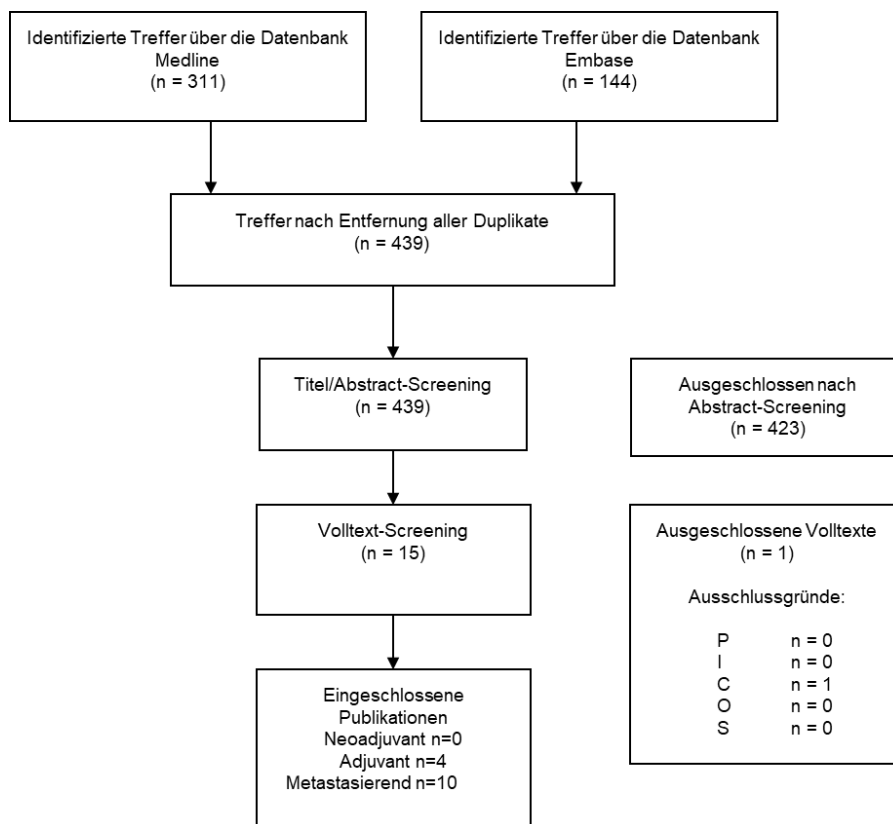 Identifizierte Treffer über die Datenbank
Medline
(n = 311)
Identifizierte Treffer über die Datenbank
Embase
(n = 144)
Treffer nach Entfernung aller Duplikate
(n = 439)
Titel/Abstract-Screening
(n = 439)
Ausgeschlossen nach
Abstract-Screening
(n = 423)
Volltext-Screening
(n = 15)
Ausgeschlossene Volltexte
(n = 1)
Ausschlussgründe:
P n = 0
I n = 0
C n = 1
O n = 0
S n = 0
Eingeschlossene
Publikationen
Neoadjuvant n=0
Adjuvant n=4
Metastasierend n=10